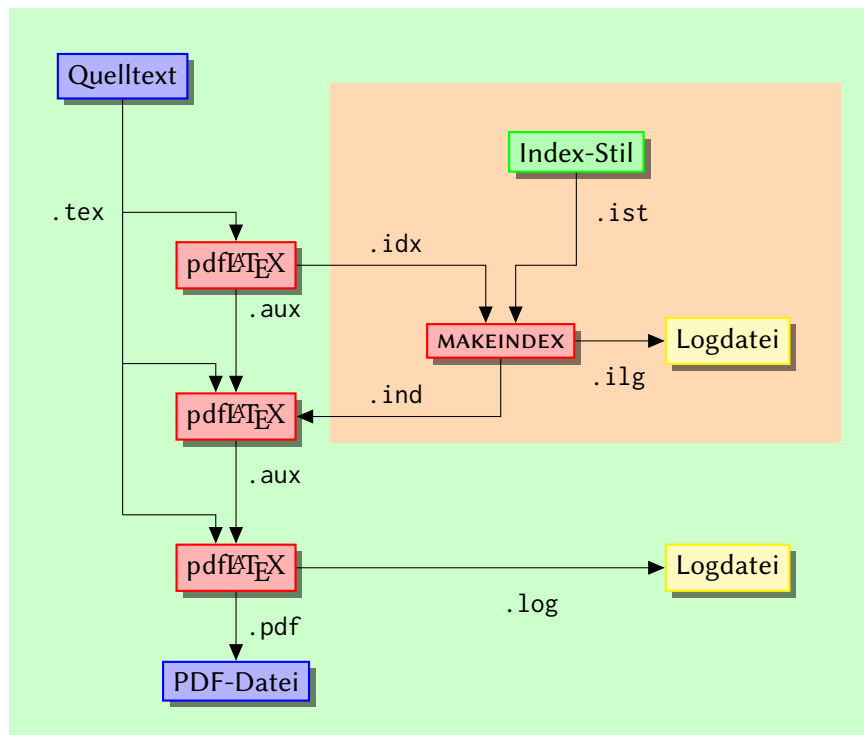 Quelltext
Index-Stil
.tex
.ist
pdfLATEX
.idx
.aux
MAKEINDEX
Logdatei
.ilg
pdfLATEX
.ind
.aux
pdfLATEX
Logdatei
.log
.pdf
PDF-Datei